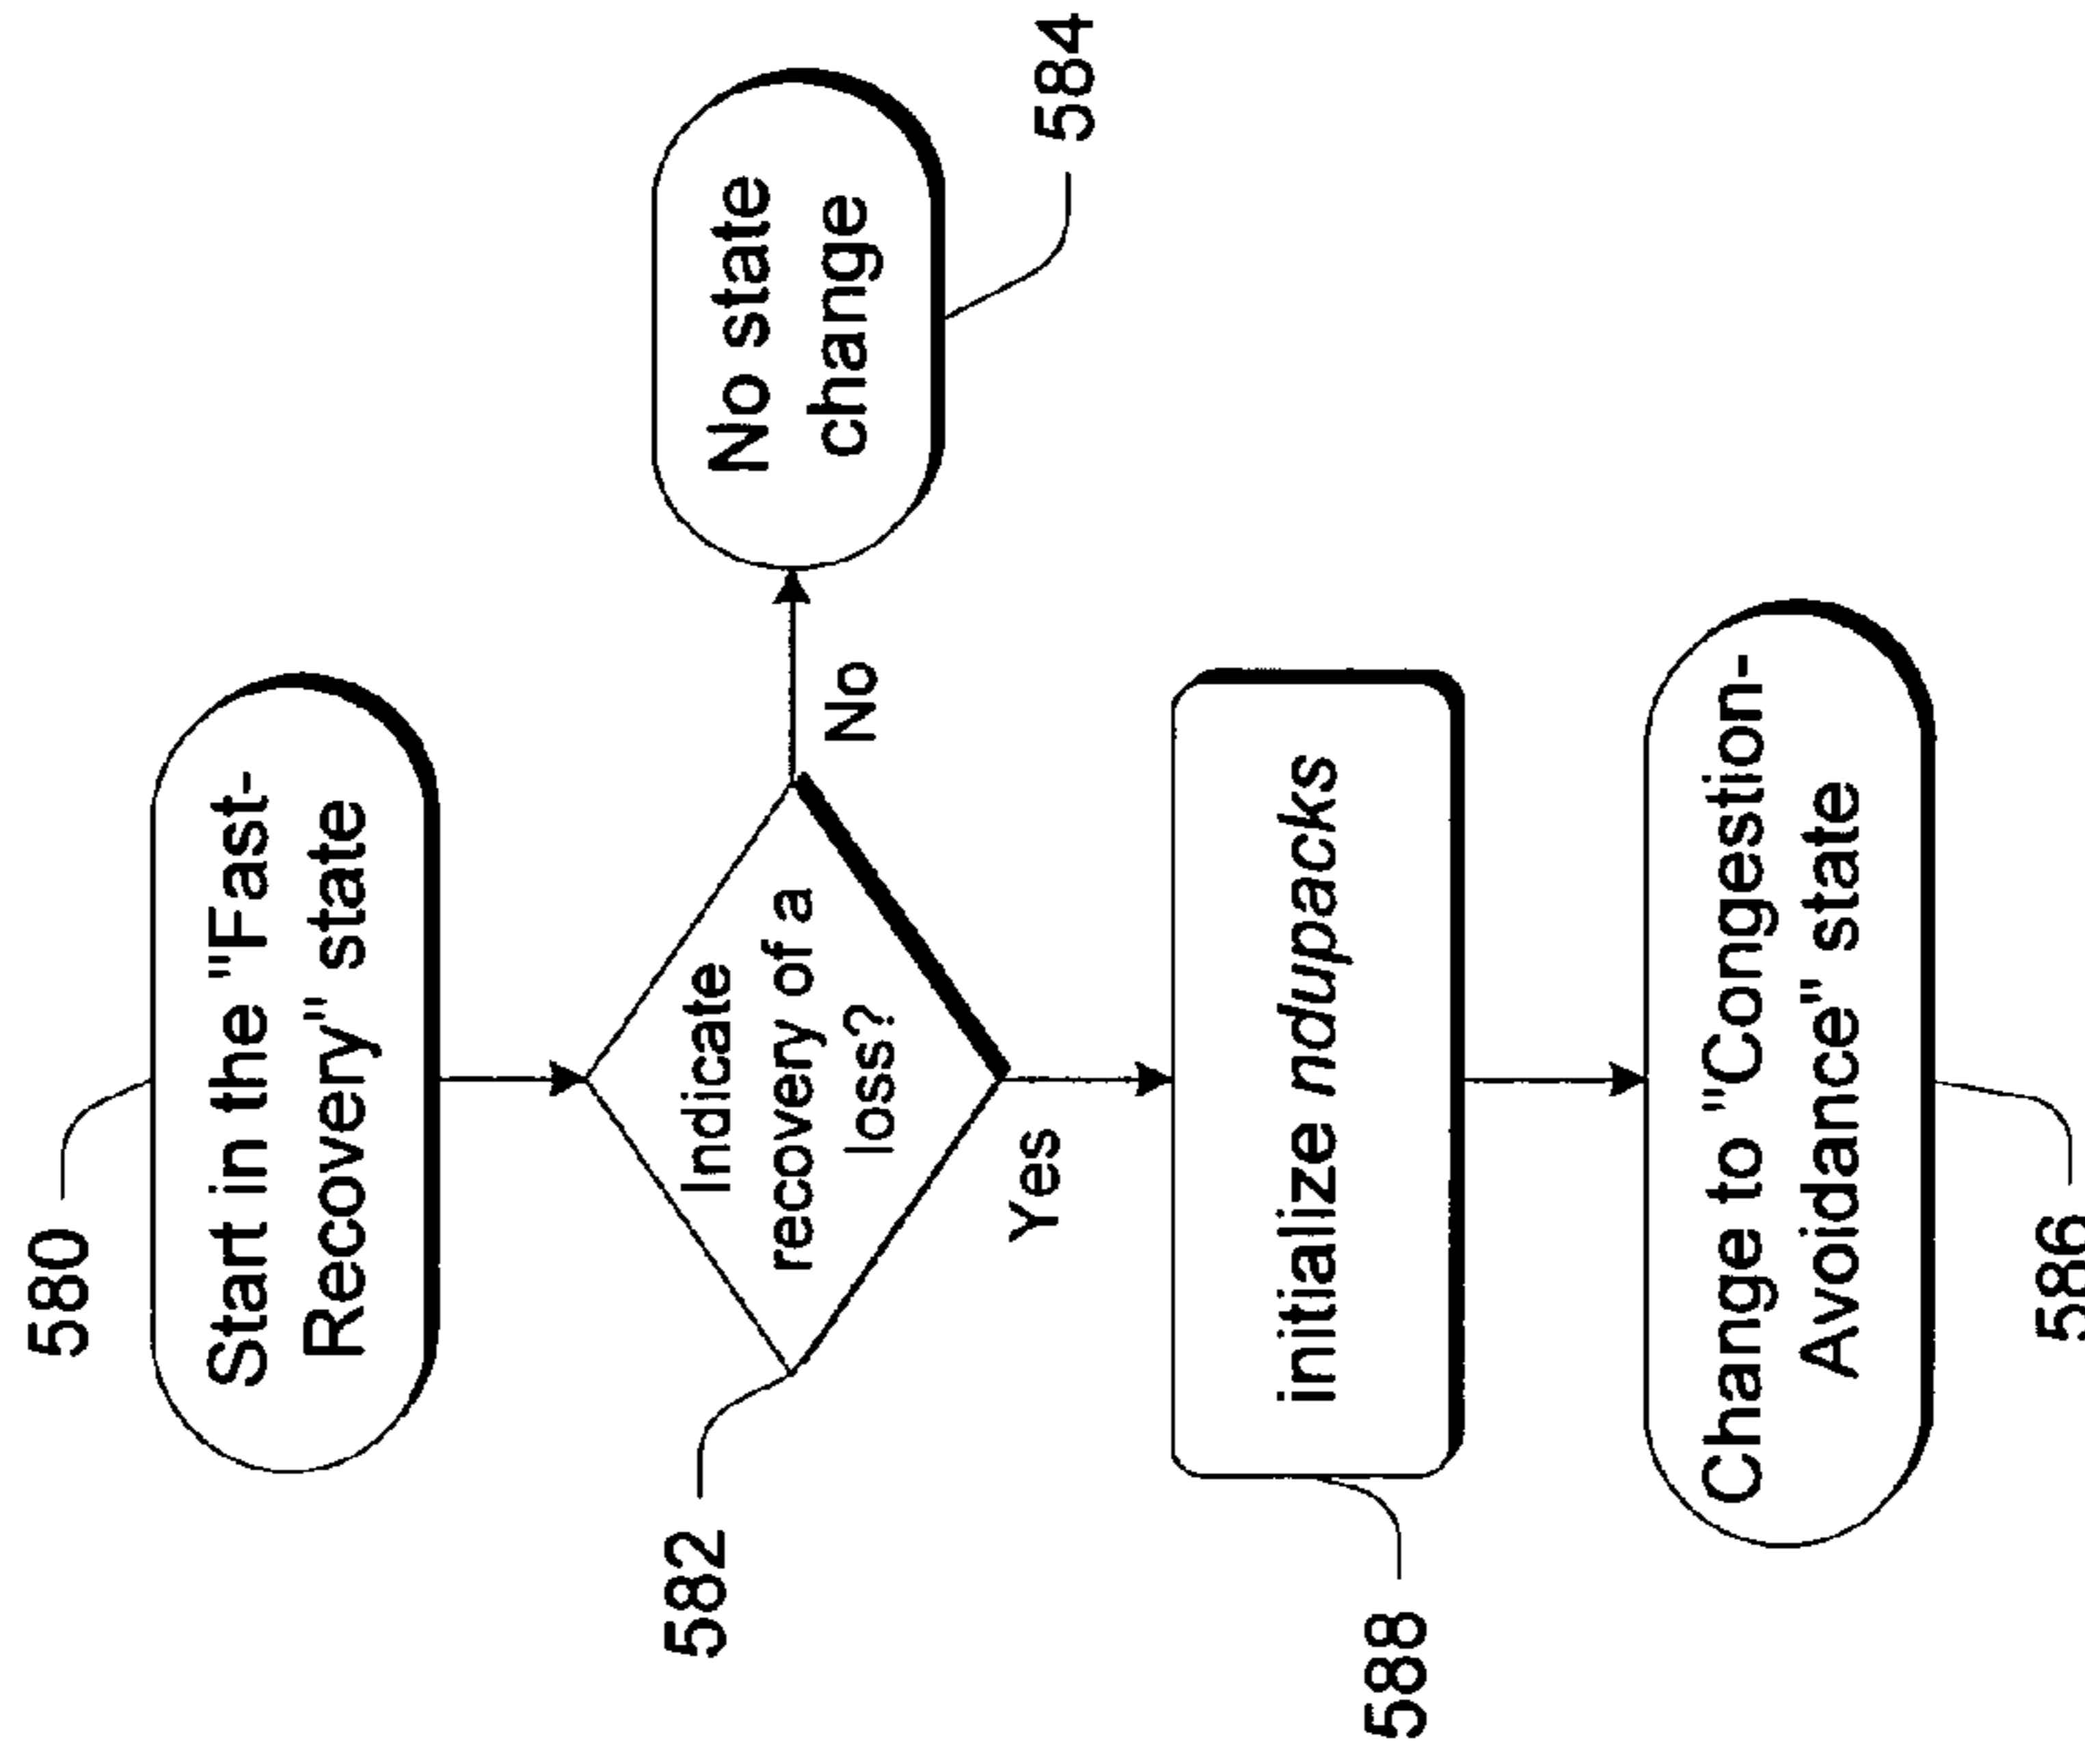 580
Start in the "Fast-
Recovery" state
582
Indicate
recovery of a
loss?
No
No state
change
584
Yes
588
initialize ndupacks
Change to "Congestion-
Avoidance" state
586